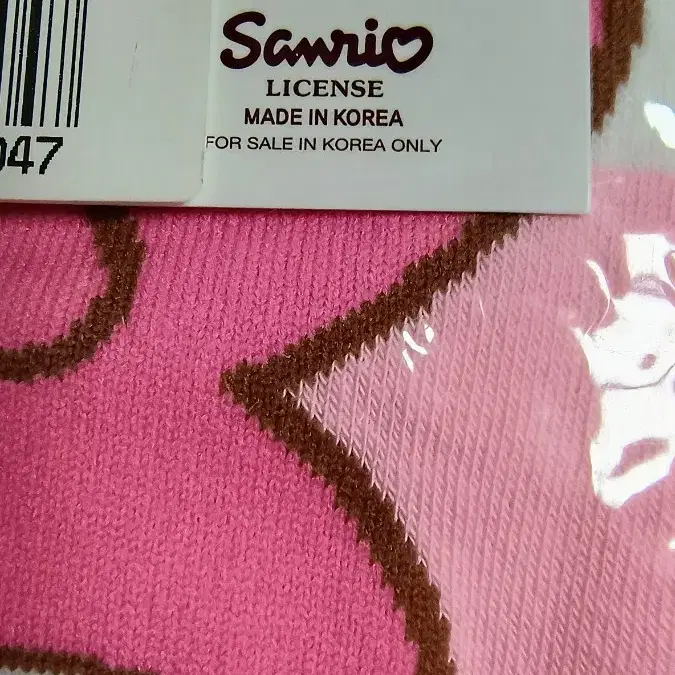 Sanrio
LICENSE
MADE IN KOREA
FOR SALE IN KOREA ONLY
047